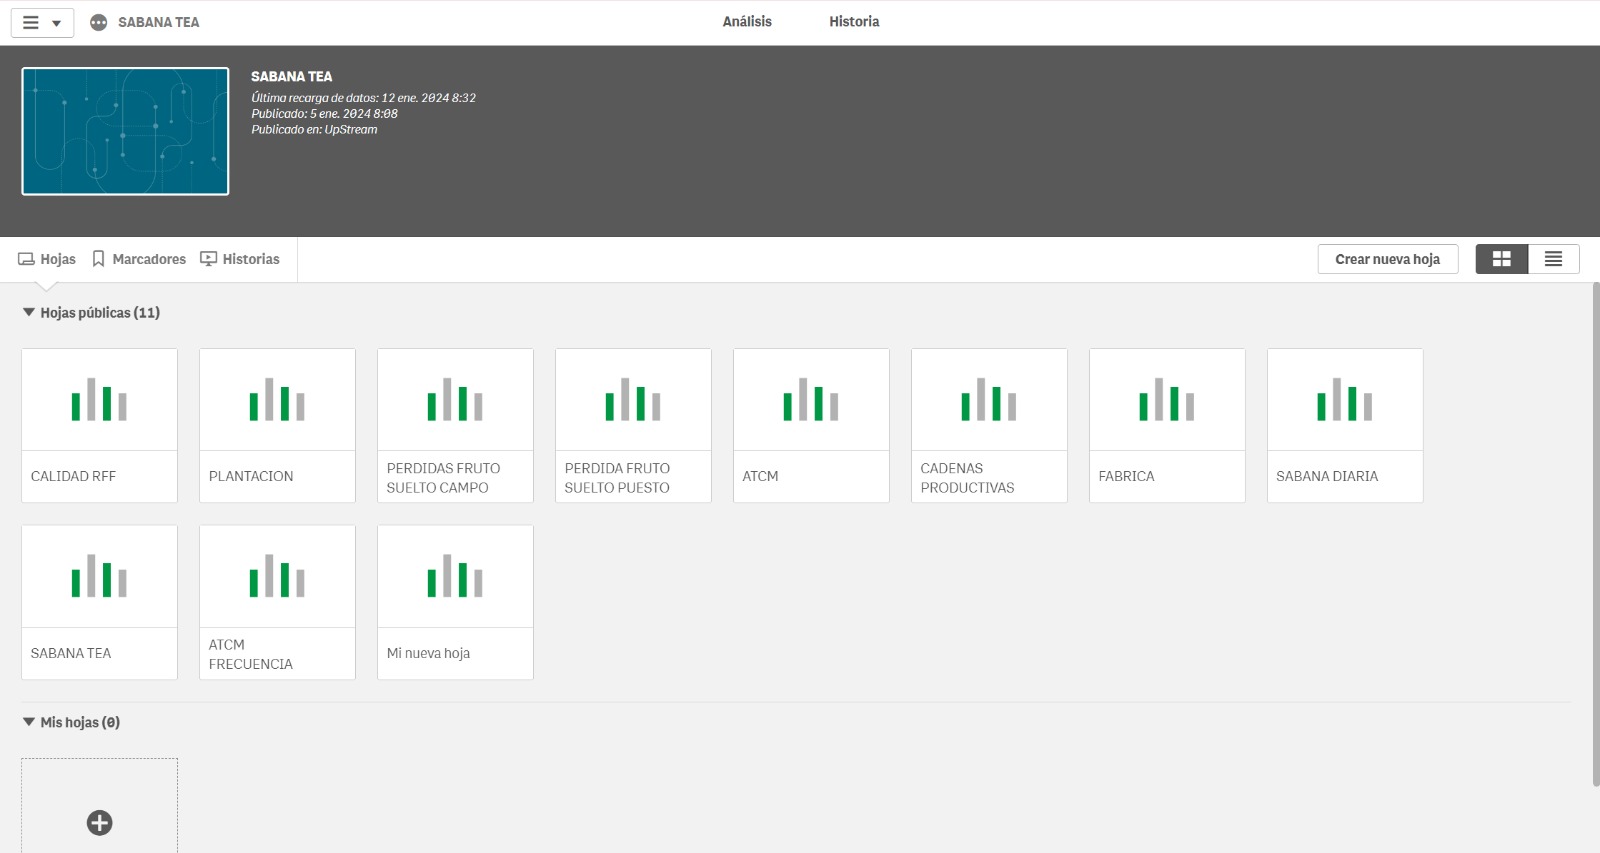 SABANA TEA
Análisis
Historia
SABANA TEA
Última recarga de datos: 12 ene. 2024 8:32
Publicado: 5 ene. 2024 8:08
Publicado en: UpStream
Hojas
Marcadores
Historias
Crear nueva hoja
Hojas públicas (11)
CALIDAD RFF
PLANTACION
PERDIDAS FRUTO
SUELTO CAMPO
PERDIDA FRUTO
SUELTO PUESTO
ATCM
CADENAS
PRODUCTIVAS
FABRICA
SABANA DIARIA
SABANA TEA
ATCM
FRECUENCIA
Mi nueva hoja
Mis hojas (0)